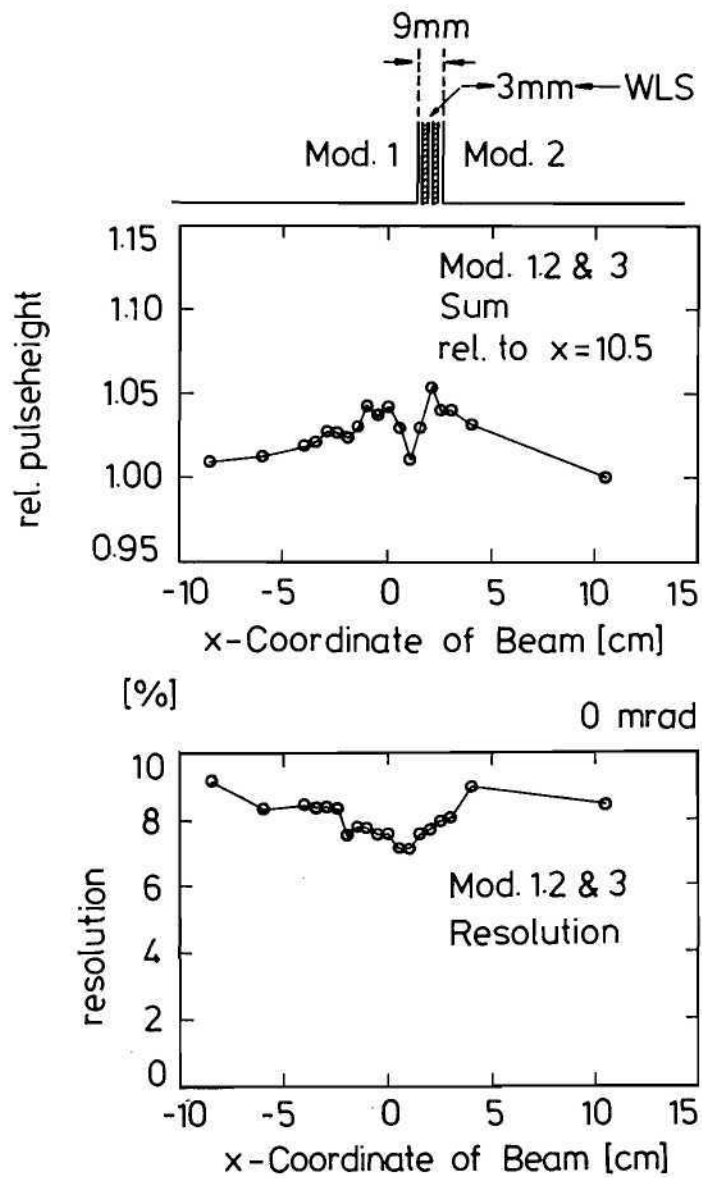 9mm
3mm WLS
Mod. 1 Mod. 2
1.15
1.10
1.05
1.00
0.95
rel. pulseheight
Mod. 1.2 & 3
Sum
rel. to x=10.5
-10 -5 0 5 10 15
x-Coordinate of Beam [cm]
[%]
0 mrad
10
8
6
4
2
0
resolution
Mod. 1.2 & 3
Resolution
-10 -5 0 5 10 15
x-Coordinate of Beam [cm]